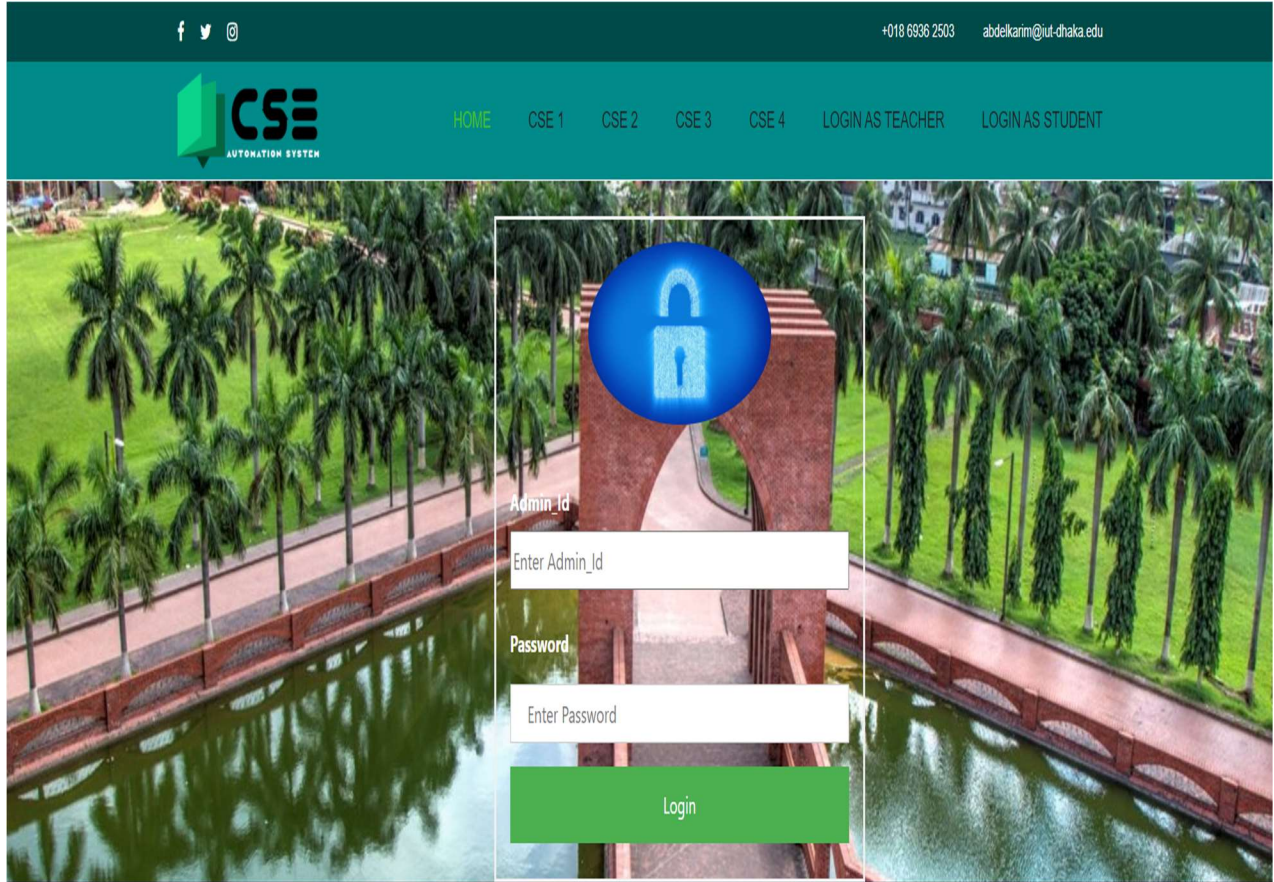 +018 6936 2503 abdelkarim@iut-dhaka.edu
CSE
AUTOMATION SYSTEM
HOME CSE 1 CSE 2 CSE 3 CSE 4 LOGIN AS TEACHER LOGIN AS STUDENT
Admin_Id
Enter Admin_Id
Password
Enter Password
Login